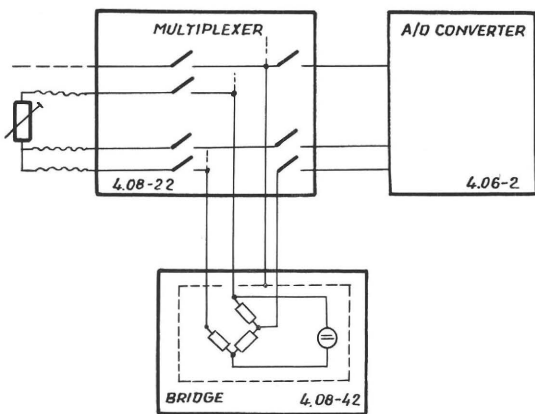 MULTIPLEXER
A/D CONVERTER
4.08-22
4.06-2
BRIDGE
4.08-42